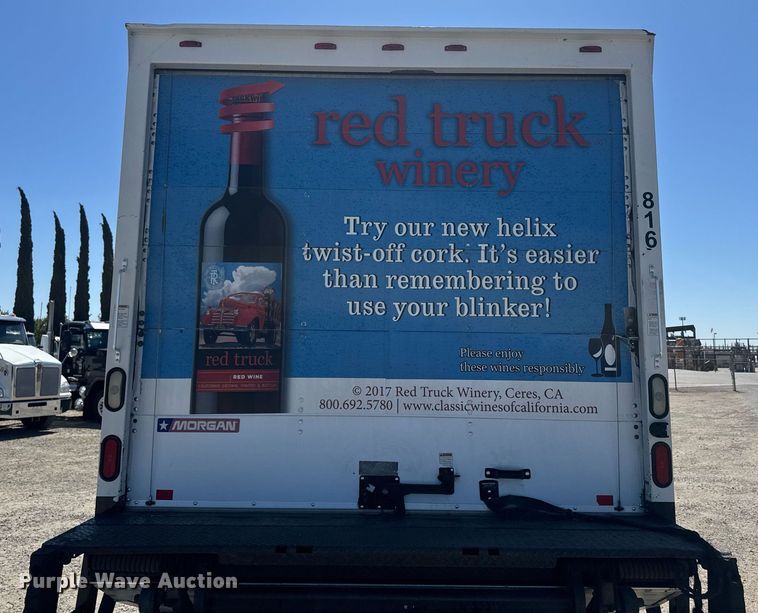 red truck
winery
Try our new helix
twist-off cork. It's easier
than remembering to
use your blinker!
816
red truck
RED WINE
Please enjoy
these wines responsibly
© 2017 Red Truck Winery, Ceres, CA
800.692.5780 | www.classicwinesofcalifornia.com
MORGAN
Purple Wave Auction